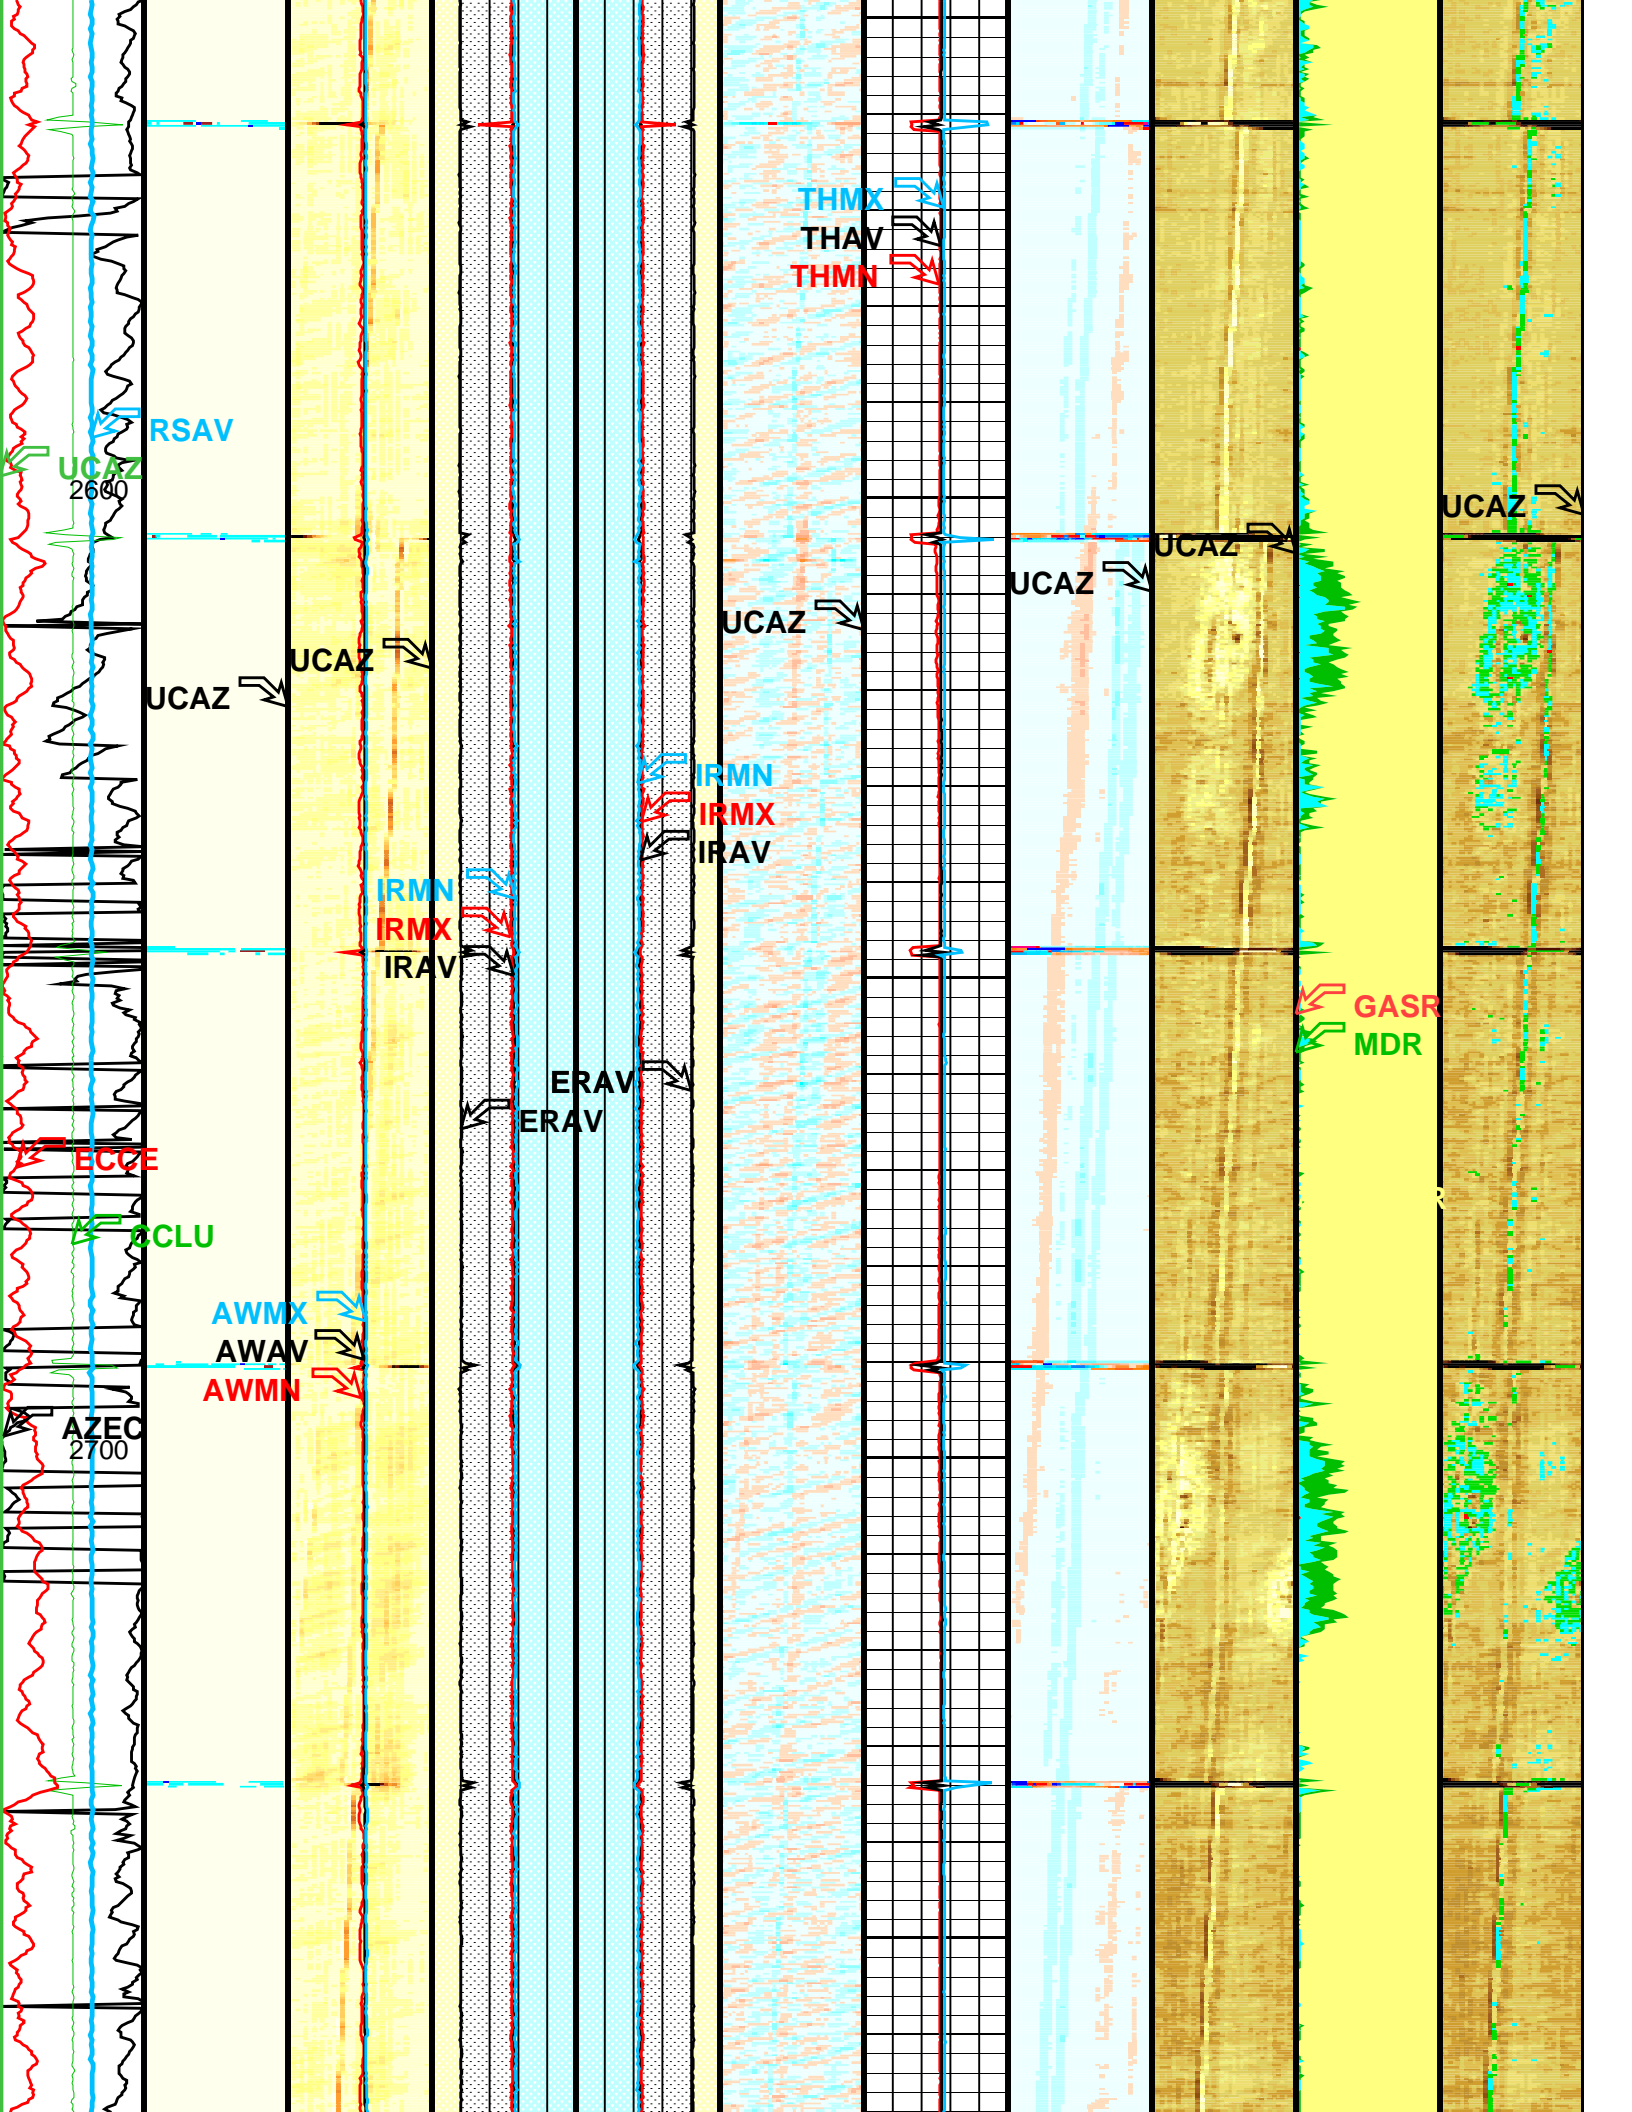 THMX
THAV
THMN
RSAV
UCAZ
2600
UCAZ
UCAZ
UCAZ
UCAZ
UCAZ
UCAZ
IRMN
IRMX
IRAV
IRMN
IRMX
IRAV
GASR
MDR
ERAV
ERAV
ECCE
R
CCLU
AWMX
AWAV
AWMN
AZEC
2700